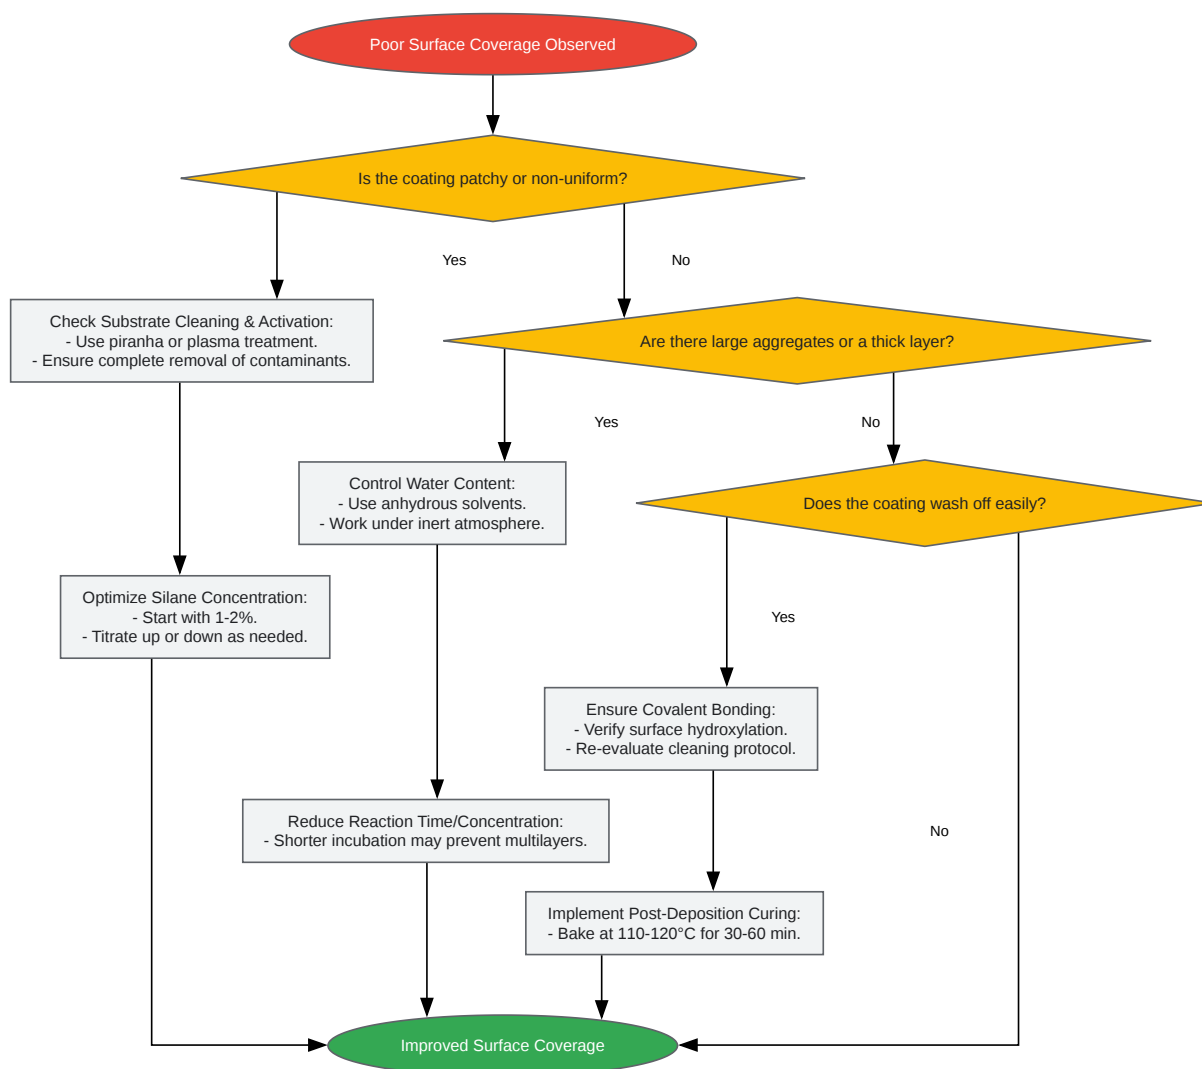 Poor Surface Coverage Observed
Is the coating patchy or non-uniform?
Yes
No
Check Substrate Cleaning & Activation:
- Use piranha or plasma treatment.
- Ensure complete removal of contaminants.
Are there large aggregates or a thick layer?
Yes
No
Control Water Content:
- Use anhydrous solvents.
- Work under inert atmosphere.
Does the coating wash off easily?
Optimize Silane Concentration:
- Start with 1-2%.
- Titrate up or down as needed.
Yes
Ensure Covalent Bonding:
- Verify surface hydroxylation.
- Re-evaluate cleaning protocol.
Reduce Reaction Time/Concentration:
- Shorter incubation may prevent multilayers.
No
Implement Post-Deposition Curing:
- Bake at 110-120°C for 30-60 min.
Improved Surface Coverage